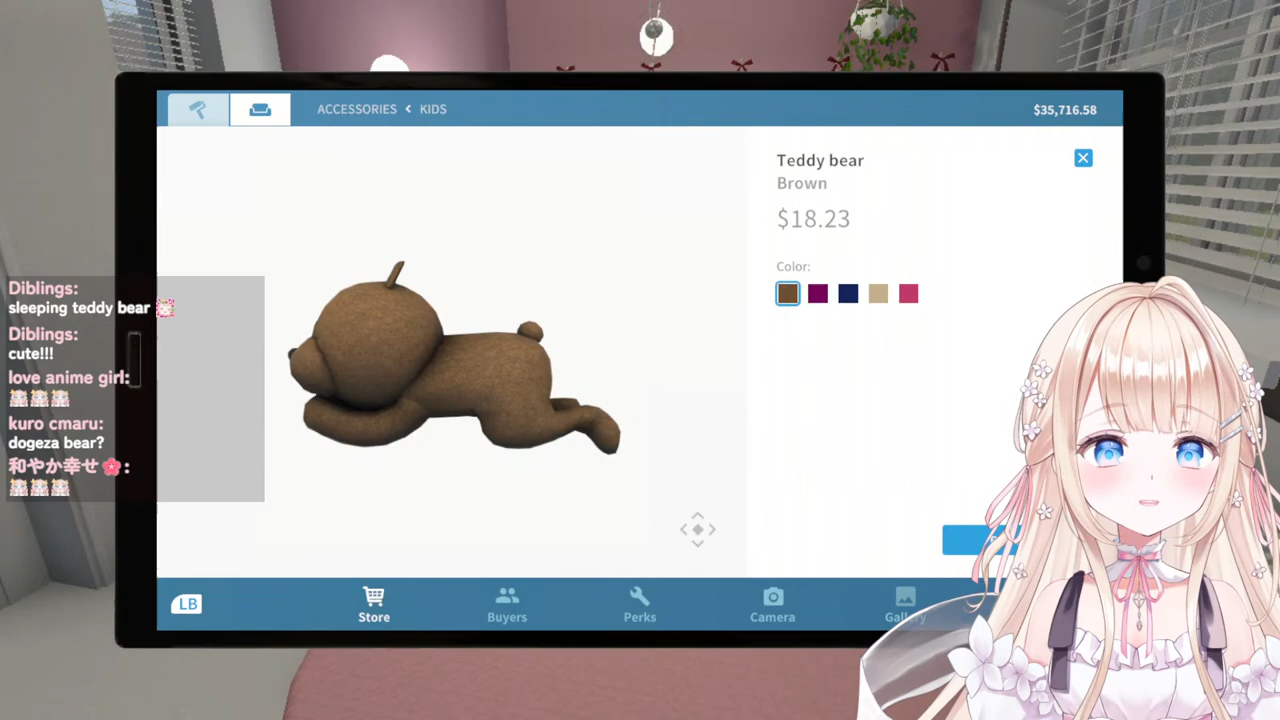 ACCESSORIES < KIDS
$35,716.58
Teddy bear
Brown
$18.23
Color:
Diblings:
sleeping teddy bear
Diblings:
cute!!!
love anime girl:
kuro cmaru:
dogeza bear?
和やか幸せ🌸:
LB
Store
Buyers
Perks
Camera
Gallery